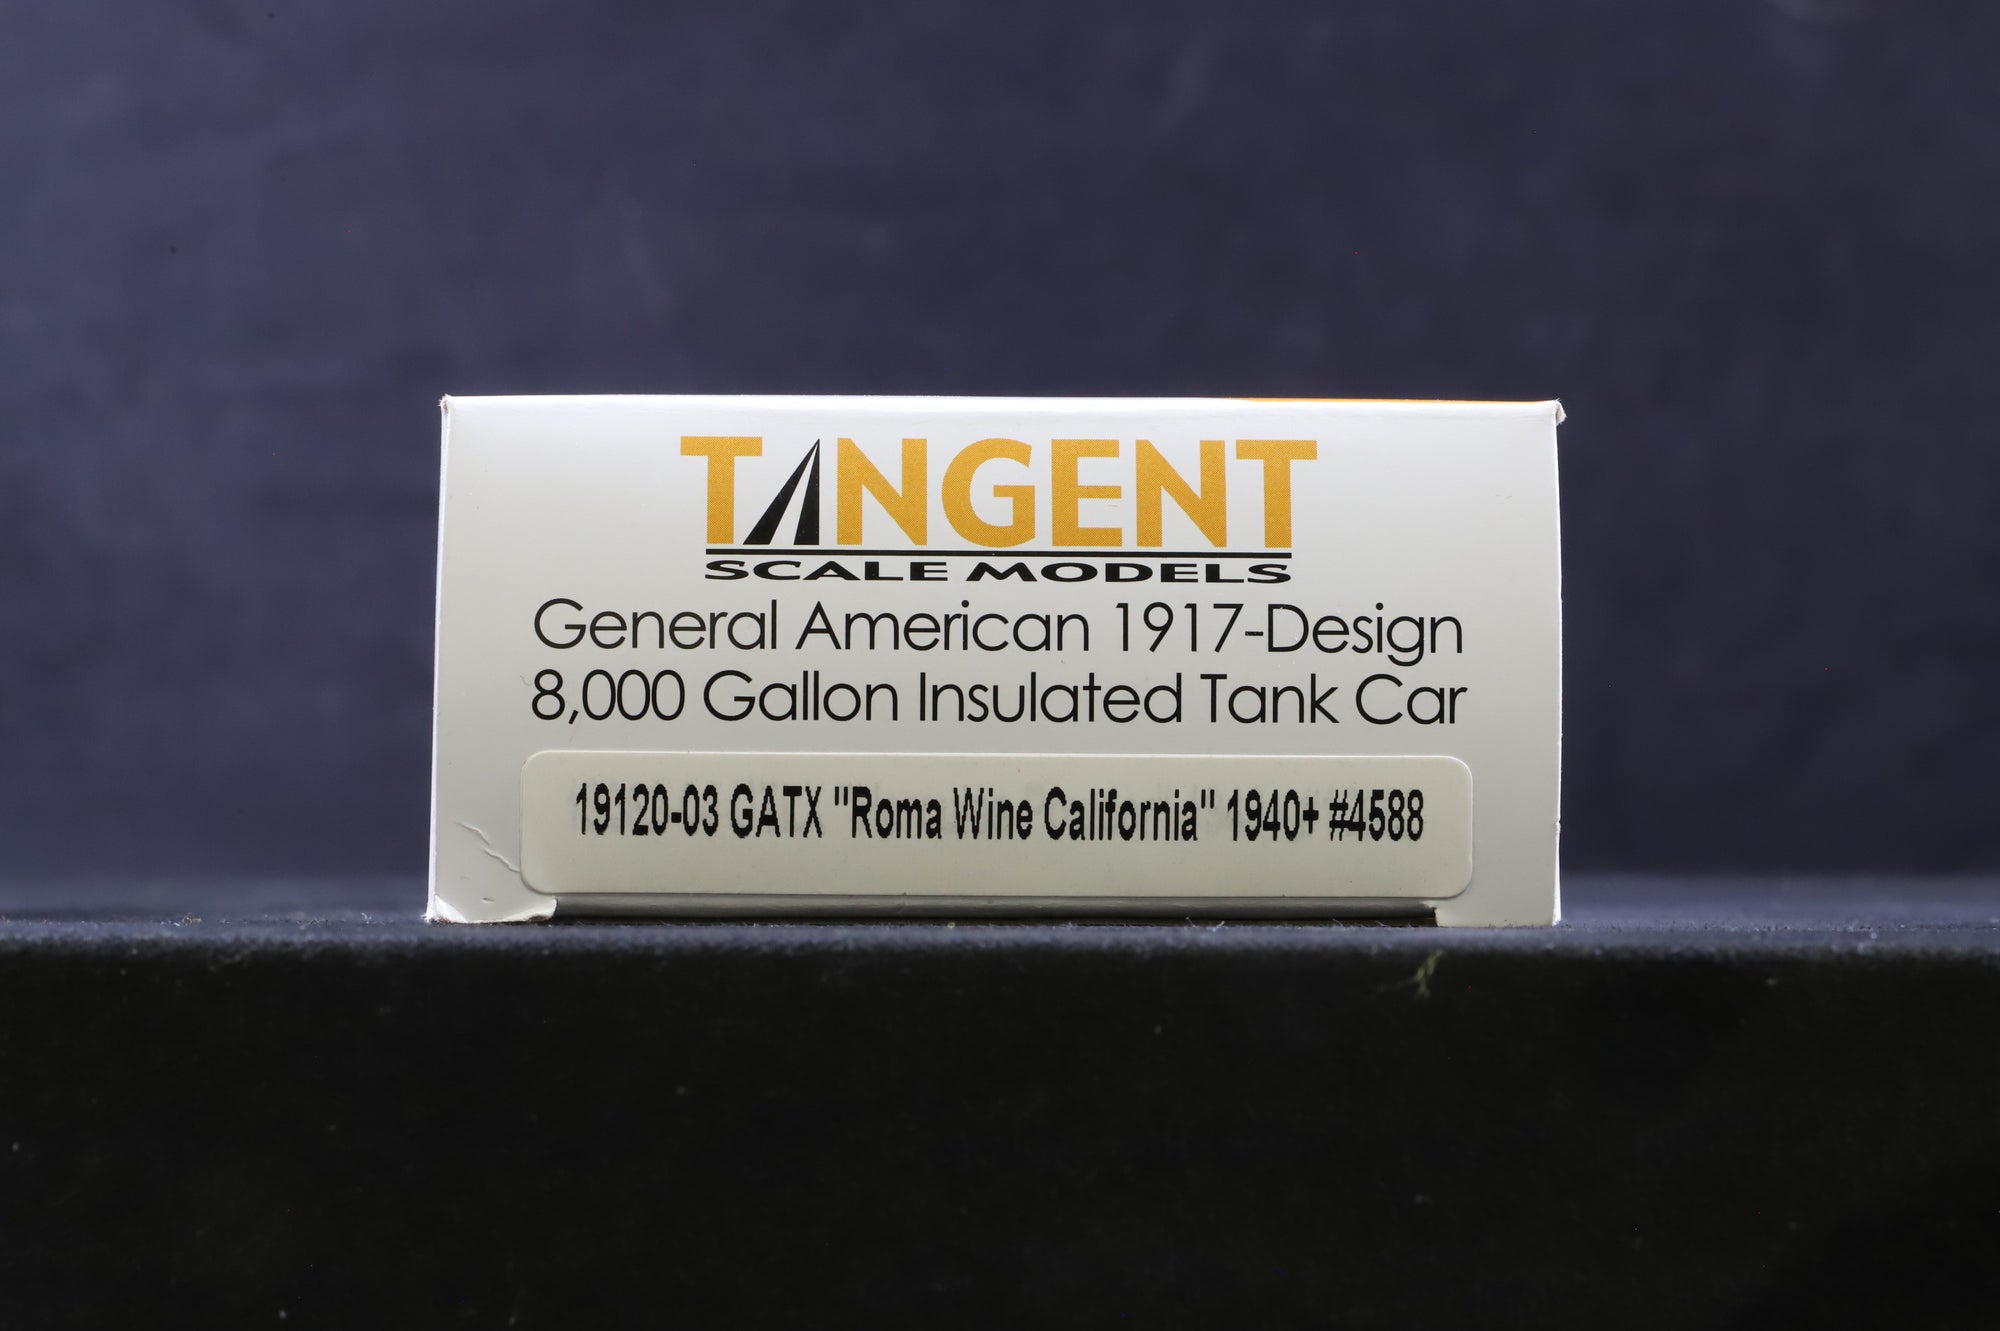 TANGENT
SCALE MODELS
General American 1917-Design
8,000 Gallon Insulated Tank Car
19120-03 GATX "Roma Wine California" 1940+ #4588